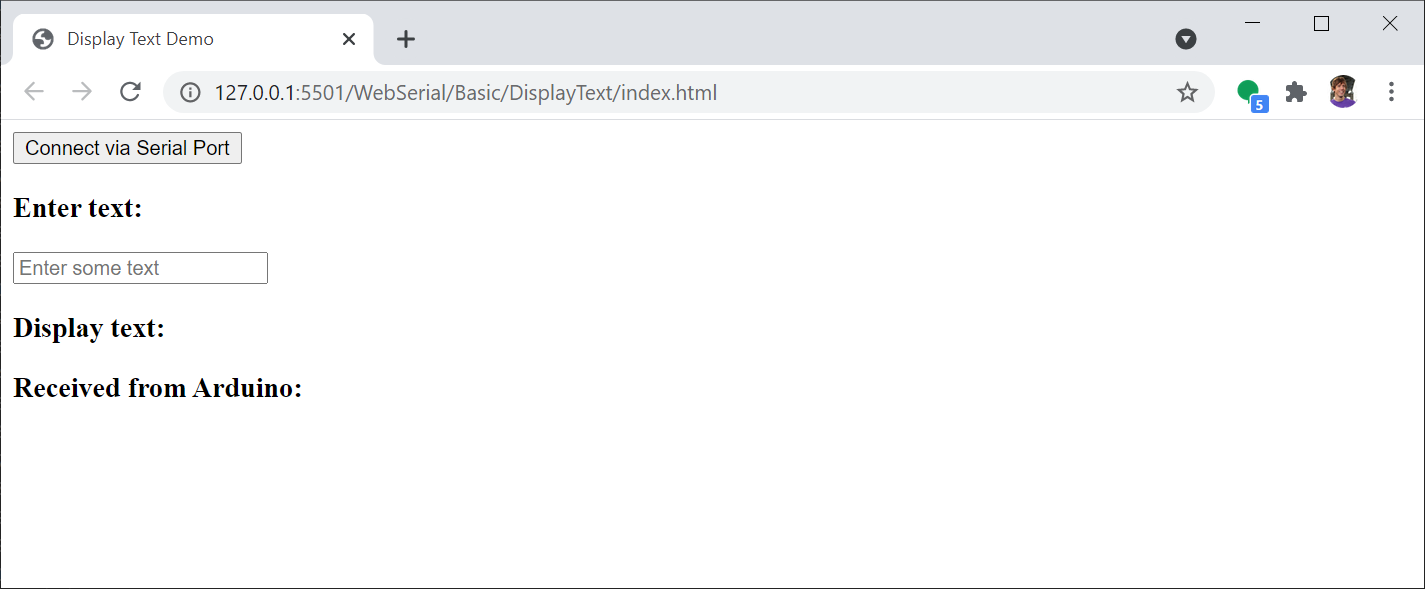 Display Text Demo
127.0.0.1:5501/WebSerial/Basic/DisplayText/index.html
5
Connect via Serial Port
Enter text:
Enter some text
Display text:
Received from Arduino: